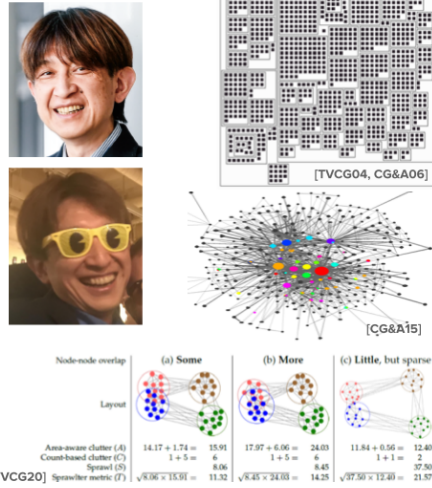 [TVCG04, CG&A06]
[CG&A15]
Node-node overlap (a) Some (b) More (c) Little, but sparse
Layout
Area-aware clutter (A) 14.17 + 1.74 = 15.91 17.97 + 6.06 = 24.03 11.84 + 0.56 = 12.40
Count-based clutter (C) 1 + 5 = 6 1 + 5 = 6 1 + 1 = 2
Sprawl (S) 8.06 8.45 37.50
VCG20] Sprawlter metric (T) √8.06 × 15.91 = 11.32 √8.45 × 24.03 = 14.25 √37.50 × 12.40 = 21.57